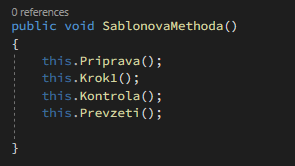 0 references
public void SablonovaMethoda()
{
this.Priprava();
this.Krok1();
this.Kontrola();
this.Prevzeti();
}